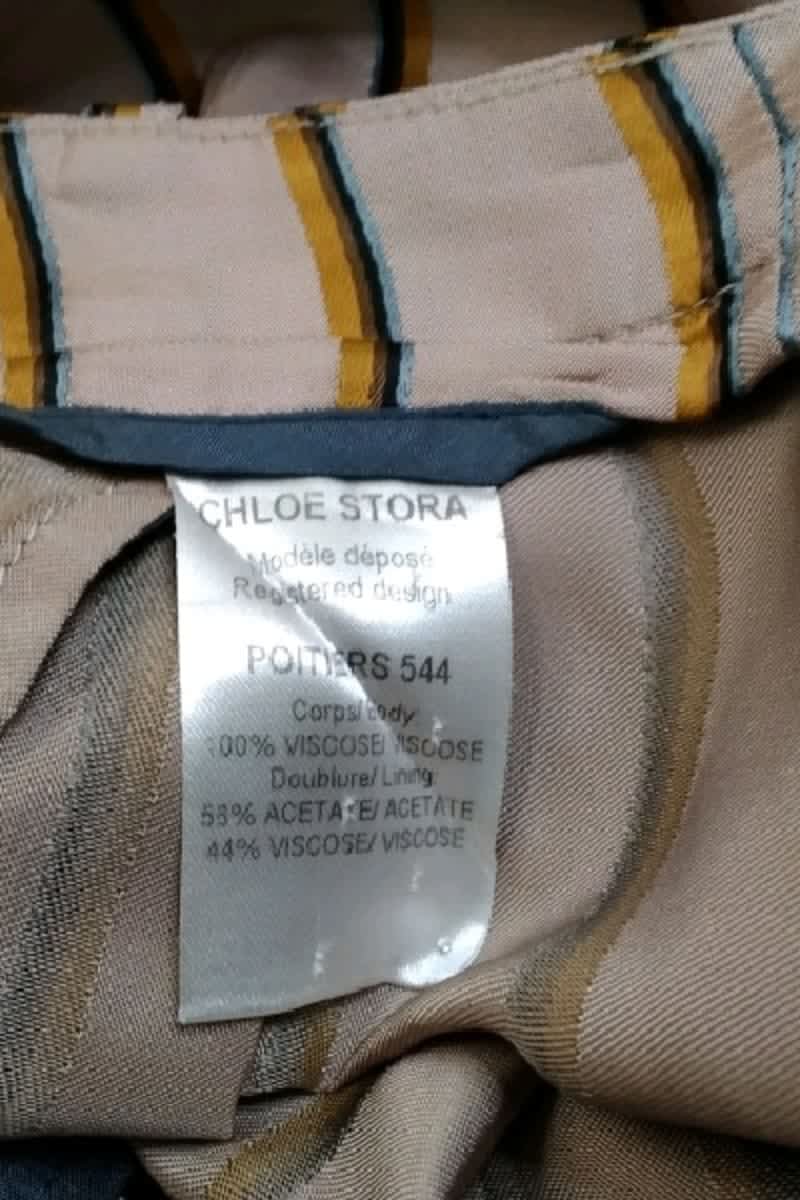 CHLOE STORA
Modèle déposé
Registered design
POITIERS 544
Corps/Body
100% VISCOSE/VISCOSE
Doublure/Lining:
56% ACETATE/ACETATE
44% VISCOSE/VISCOSE